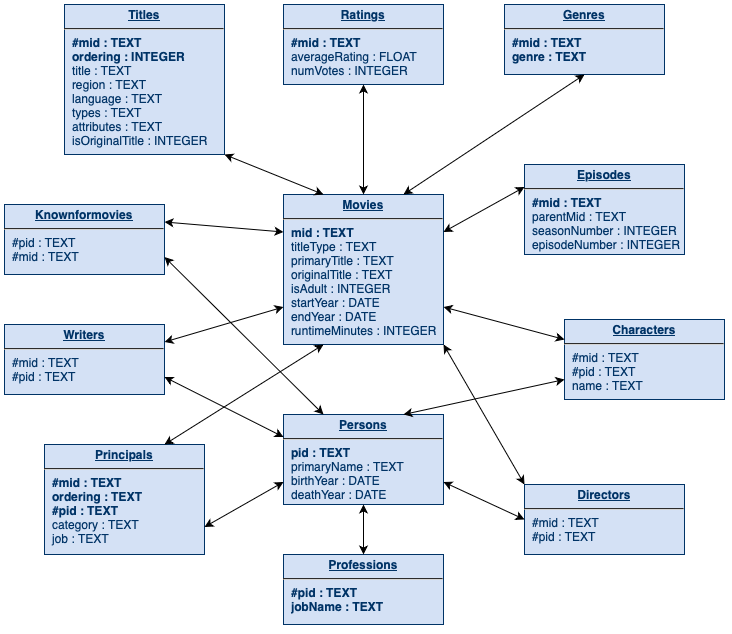 Titles
#mid : TEXT
ordering : INTEGER
title : TEXT
region : TEXT
language : TEXT
types : TEXT
attributes : TEXT
isOriginalTitle : INTEGER
Ratings
#mid : TEXT
averageRating : FLOAT
numVotes : INTEGER
Genres
#mid : TEXT
genre : TEXT
Knownformovies
#pid : TEXT
#mid : TEXT
Movies
mid : TEXT
titleType : TEXT
primaryTitle : TEXT
originalTitle : TEXT
isAdult : INTEGER
startYear : DATE
endYear : DATE
runtimeMinutes : INTEGER
Episodes
#mid : TEXT
parentMid : TEXT
seasonNumber : INTEGER
episodeNumber : INTEGER
Writers
#mid : TEXT
#pid : TEXT
Characters
#mid : TEXT
#pid : TEXT
name : TEXT
Principals
#mid : TEXT
ordering : TEXT
#pid : TEXT
category : TEXT
job : TEXT
Persons
pid : TEXT
primaryName : TEXT
birthYear : DATE
deathYear : DATE
Directors
#mid : TEXT
#pid : TEXT
Professions
#pid : TEXT
jobName : TEXT